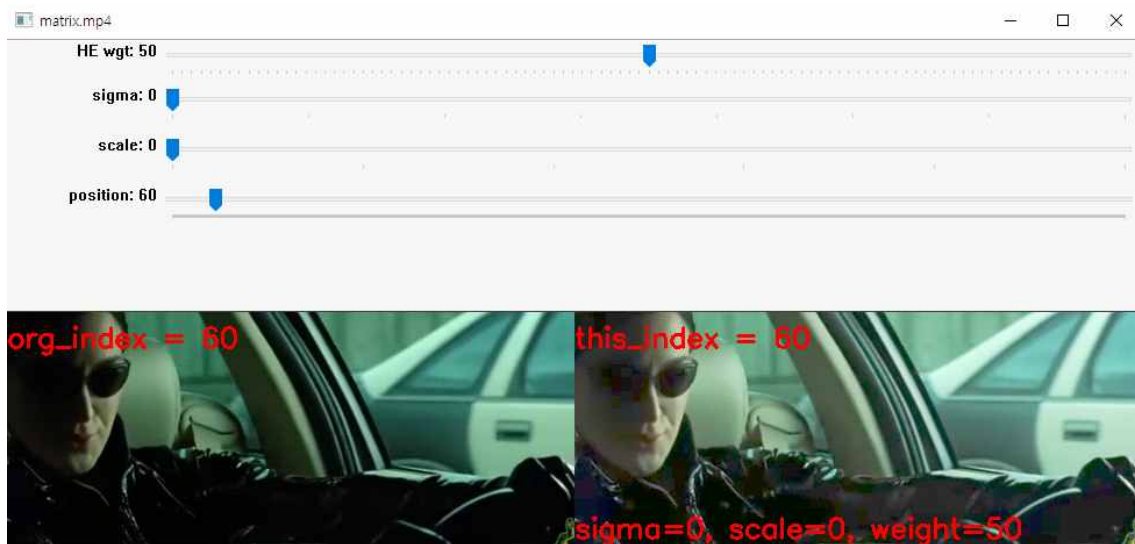 matrix.mp4
HE wgt: 50
sigma: 0
scale: 0
position: 60
org_index = 60
this_index = 60
sigma=0, scale=0, weight=50